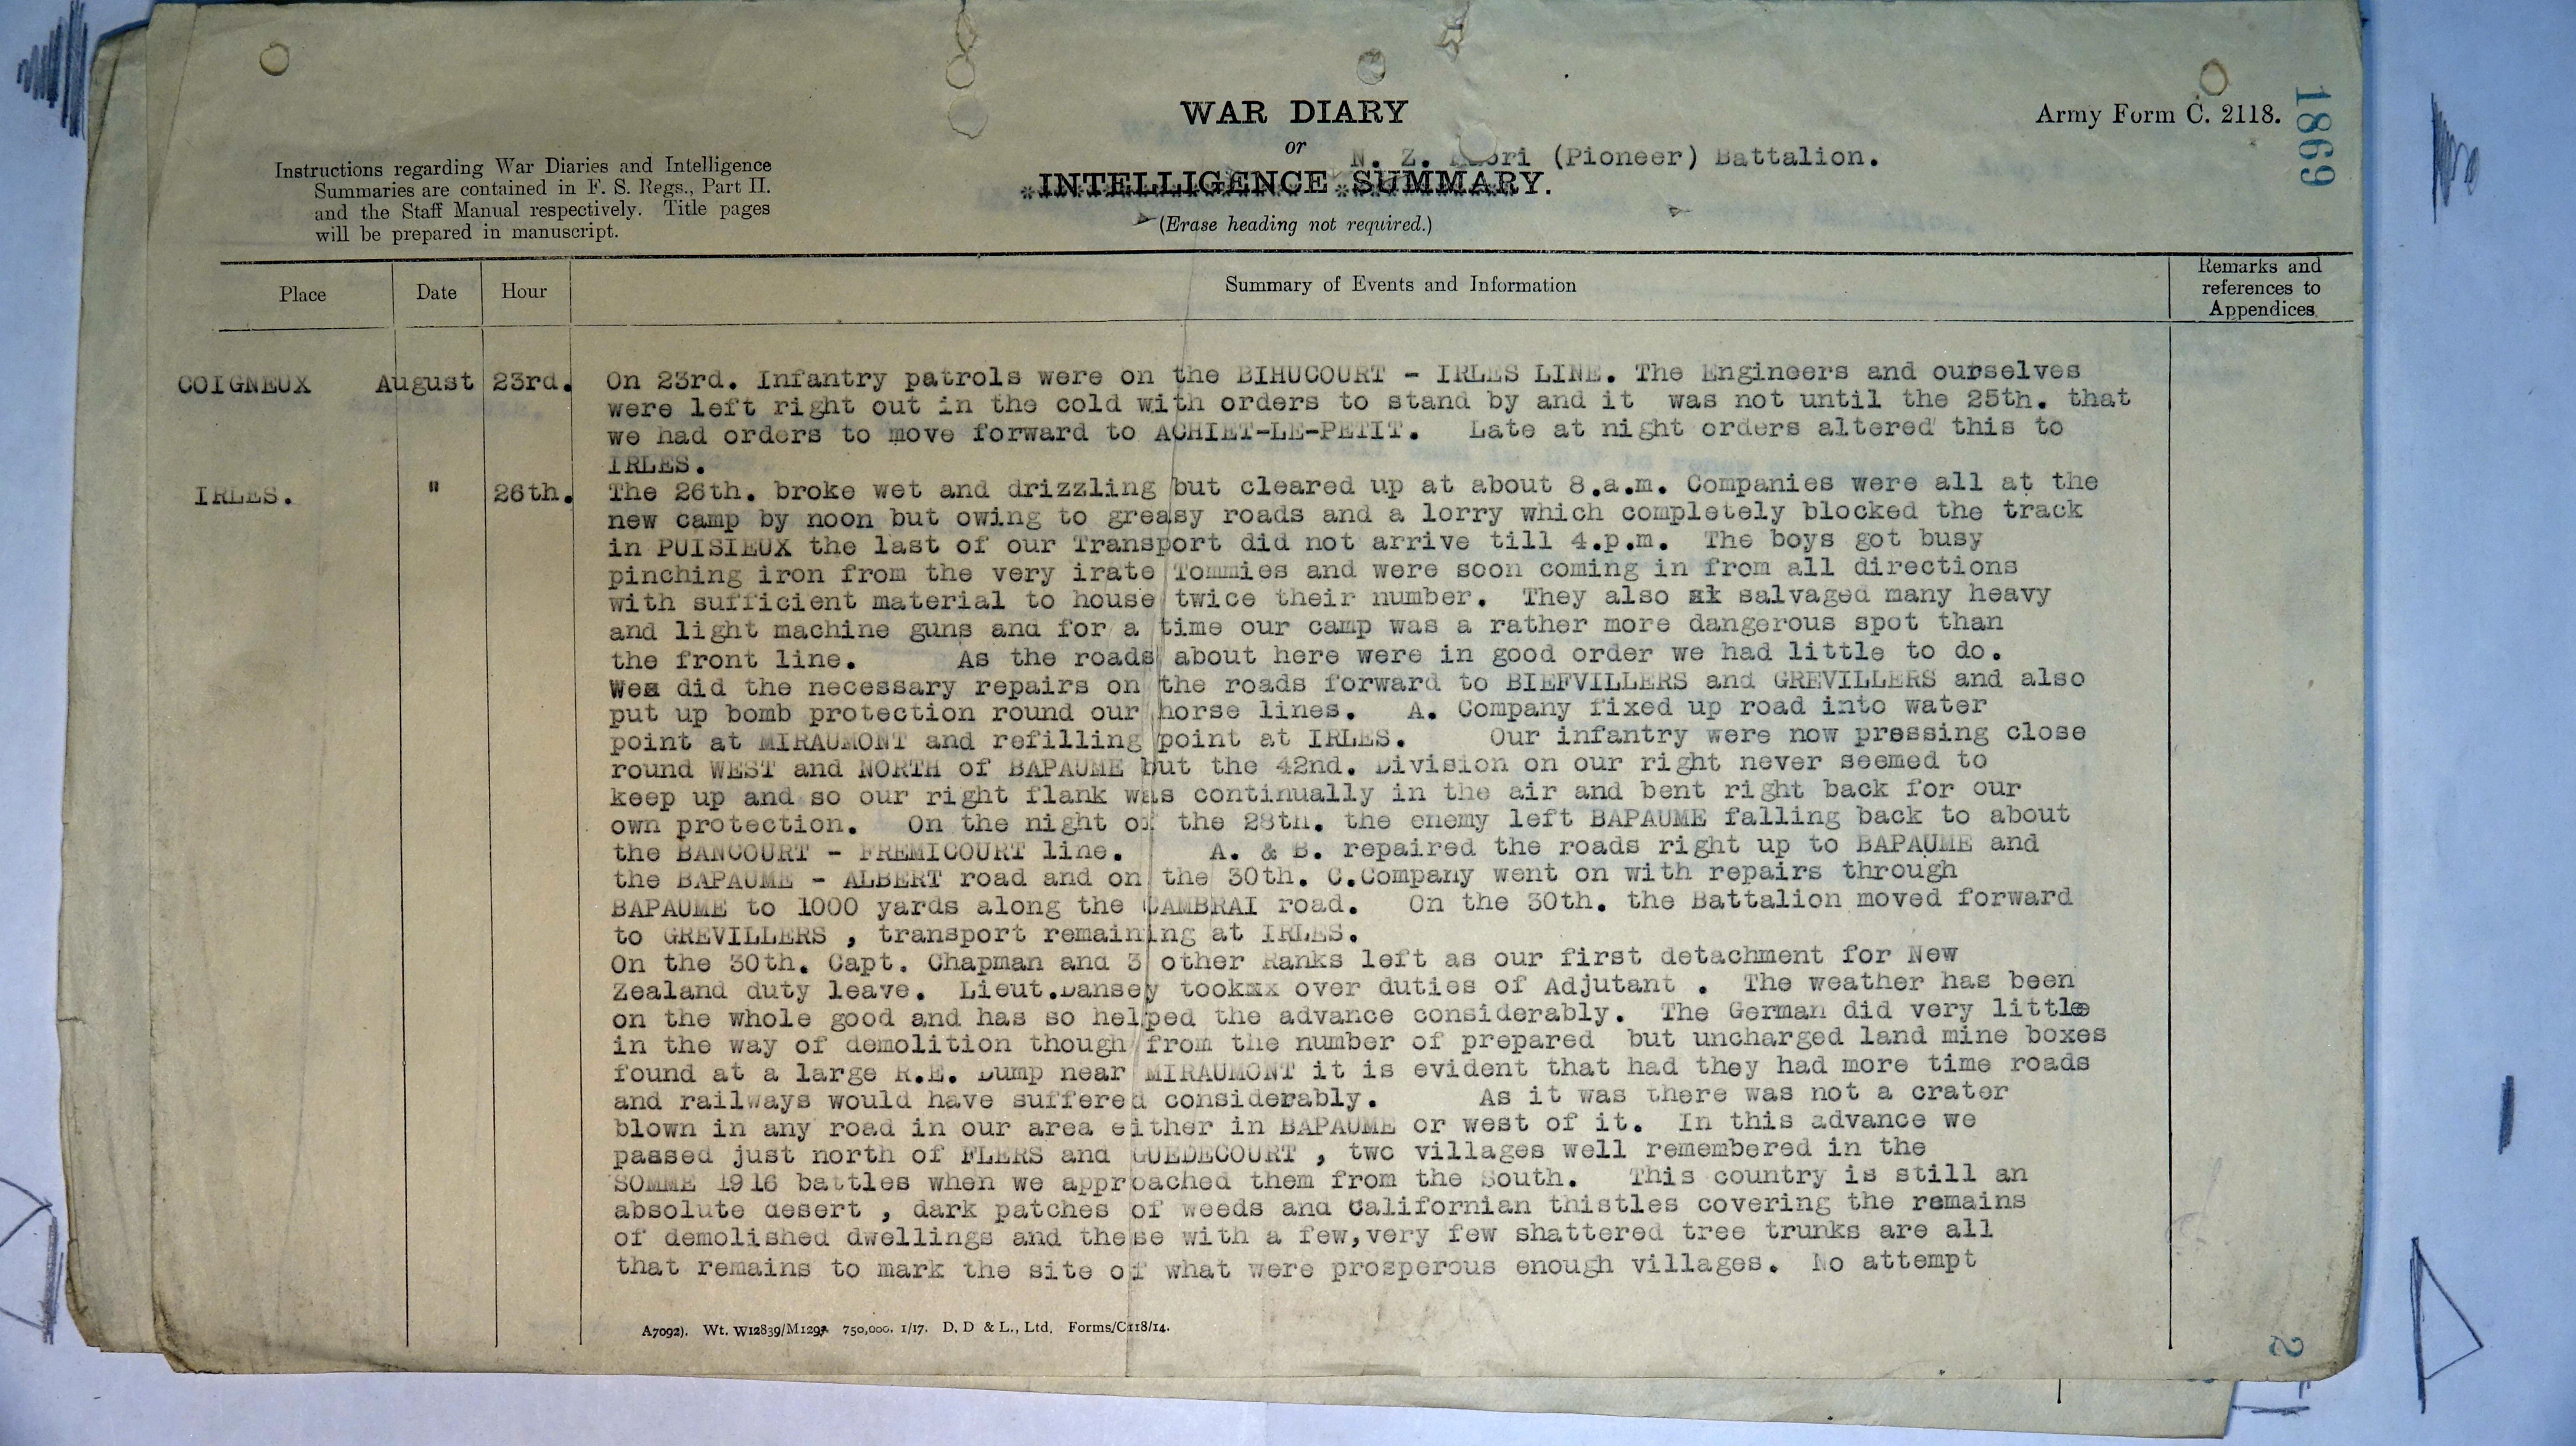 WAR DIARY
Army Form C. 2118.
1869
or
N. Z. Maori (Pioneer) Battalion.
INTELLIGENCE SUMMARY.
(Erase heading not required.)
Instructions regarding War Diaries and Intelligence
Summaries are contained in F. S. Regs., Part II.
and the Staff Manual respectively. Title pages
will be prepared in manuscript.
Place Date Hour Summary of Events and Information Remarks and
references to
Appendices
COIGNEUX August 23rd. On 23rd. Infantry patrols were on the BIHUCOURT - IRLES LINE. The Engineers and ourselves
were left right out in the cold with orders to stand by and it was not until the 25th. that
we had orders to move forward to ACHIET-LE-PETIT. Late at night orders altered this to
IRLES.
IRLES. " 26th. The 26th. broke wet and drizzling but cleared up at about 8.a.m. Companies were all at the
new camp by noon but owing to greasy roads and a lorry which completely blocked the track
in PUISIEUX the last of our Transport did not arrive till 4.p.m. The boys got busy
pinching iron from the very irate Tommies and were soon coming in from all directions
with sufficient material to house twice their number. They also salvaged many heavy
and light machine guns and for a time our camp was a rather more dangerous spot than
the front line. As the roads about here were in good order we had little to do.
We did the necessary repairs on the roads forward to BIEFVILLERS and GREVILLERS and also
put up bomb protection round our horse lines. A. Company fixed up road into water
point at MIRAUMONT and refilling point at IRLES. Our infantry were now pressing close
round WEST and NORTH of BAPAUME but the 42nd. Division on our right never seemed to
keep up and so our right flank was continually in the air and bent right back for our
own protection. On the night of the 28th. the enemy left BAPAUME falling back to about
the BANCOURT - FREMICOURT line. A. & B. repaired the roads right up to BAPAUME and
the BAPAUME - ALBERT road and on the 30th. C.Company went on with repairs through
BAPAUME to 1000 yards along the CAMBRAI road. On the 30th. the Battalion moved forward
to GREVILLERS , transport remaining at IRLES.
On the 30th. Capt. Chapman and 3 other Ranks left as our first detachment for New
Zealand duty leave. Lieut.Dansey took over duties of Adjutant . The weather has been
on the whole good and has so helped the advance considerably. The German did very little
in the way of demolition though from the number of prepared but uncharged land mine boxes
found at a large R.E. Dump near MIRAUMONT it is evident that had they had more time roads
and railways would have suffered considerably. As it was there was not a crater
blown in any road in our area either in BAPAUME or west of it. In this advance we
passed just north of FLERS and GUEDECOURT , two villages well remembered in the
SOMME 1916 battles when we approached them from the South. This country is still an
absolute desert , dark patches of weeds and Californian thistles covering the remains
of demolished dwellings and these with a few,very few shattered tree trunks are all
that remains to mark the site of what were prosperous enough villages. No attempt
A7092). Wt. W12839/M1297 750,000. 1/17. D. D & L., Ltd. Forms/C118/14.
2